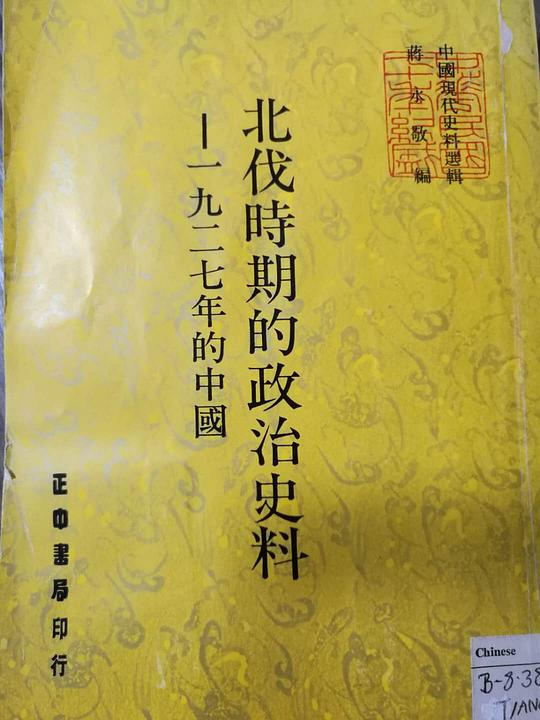 中國現代史料選輯
蔣永敬編
北伐時期的政治史料
—一九二七年的中國
正中書局印行
Chinese
B-8-38